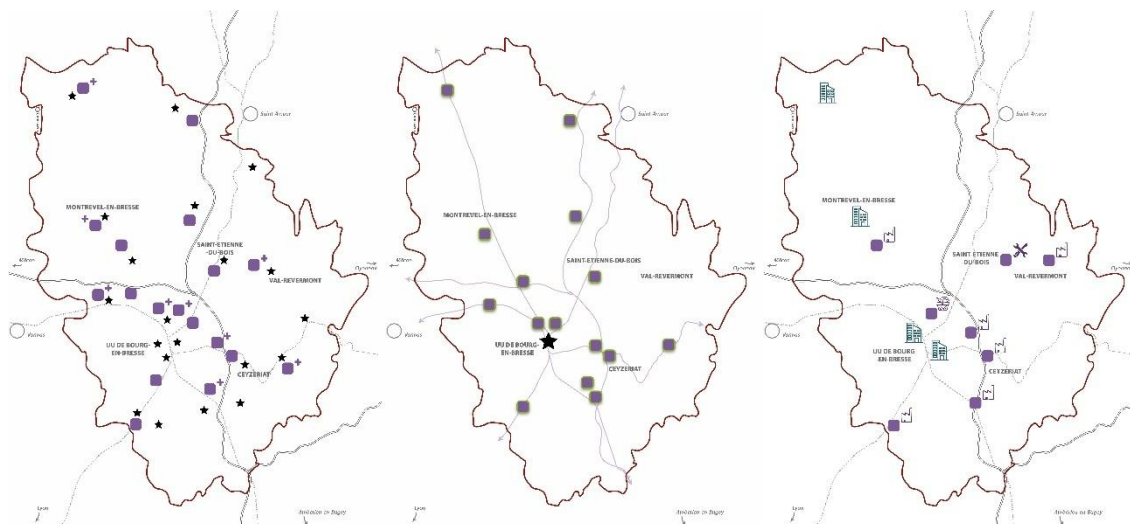 Saint Amour
MONTREVEL-EN-BRESSE
SAINT-ETIENNE
-DU-BOIS
VAL-REVERMONT
Mâcon
Oyonnax
UU DE BOURG-
EN-BRESSE
CEYZERIAT
Lyon
Ambérieu en Bugey
Saint Amour
MONTREVEL-EN-BRESSE
SAINT-ETIENNE-DU-BOIS
VAL-REVERMONT
Mâcon
Oyonnax
UU DE BOURG-
EN-BRESSE
CEYZERIAT
Lyon
Ambérieu en Bugey
Saint Amour
MONTREVEL-EN-BRESSE
SAINT ETIENNE
DU-BOIS
VAL-REVERMONT
Mâcon
Oyonnax
UU DE BOURG
EN-BRESSE
CEYZERIAT
Lyon
Ambérieu en Bugey